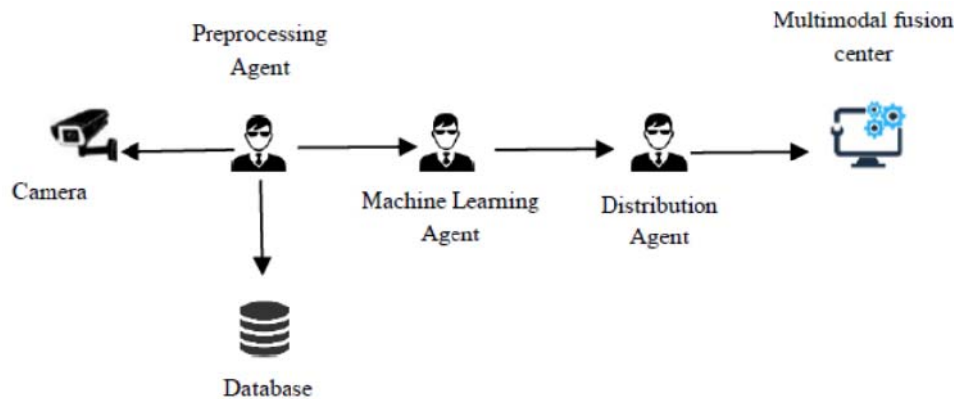 Preprocessing
Agent
Multimodal fusion
center
Camera
Machine Learning
Agent
Distribution
Agent
Database